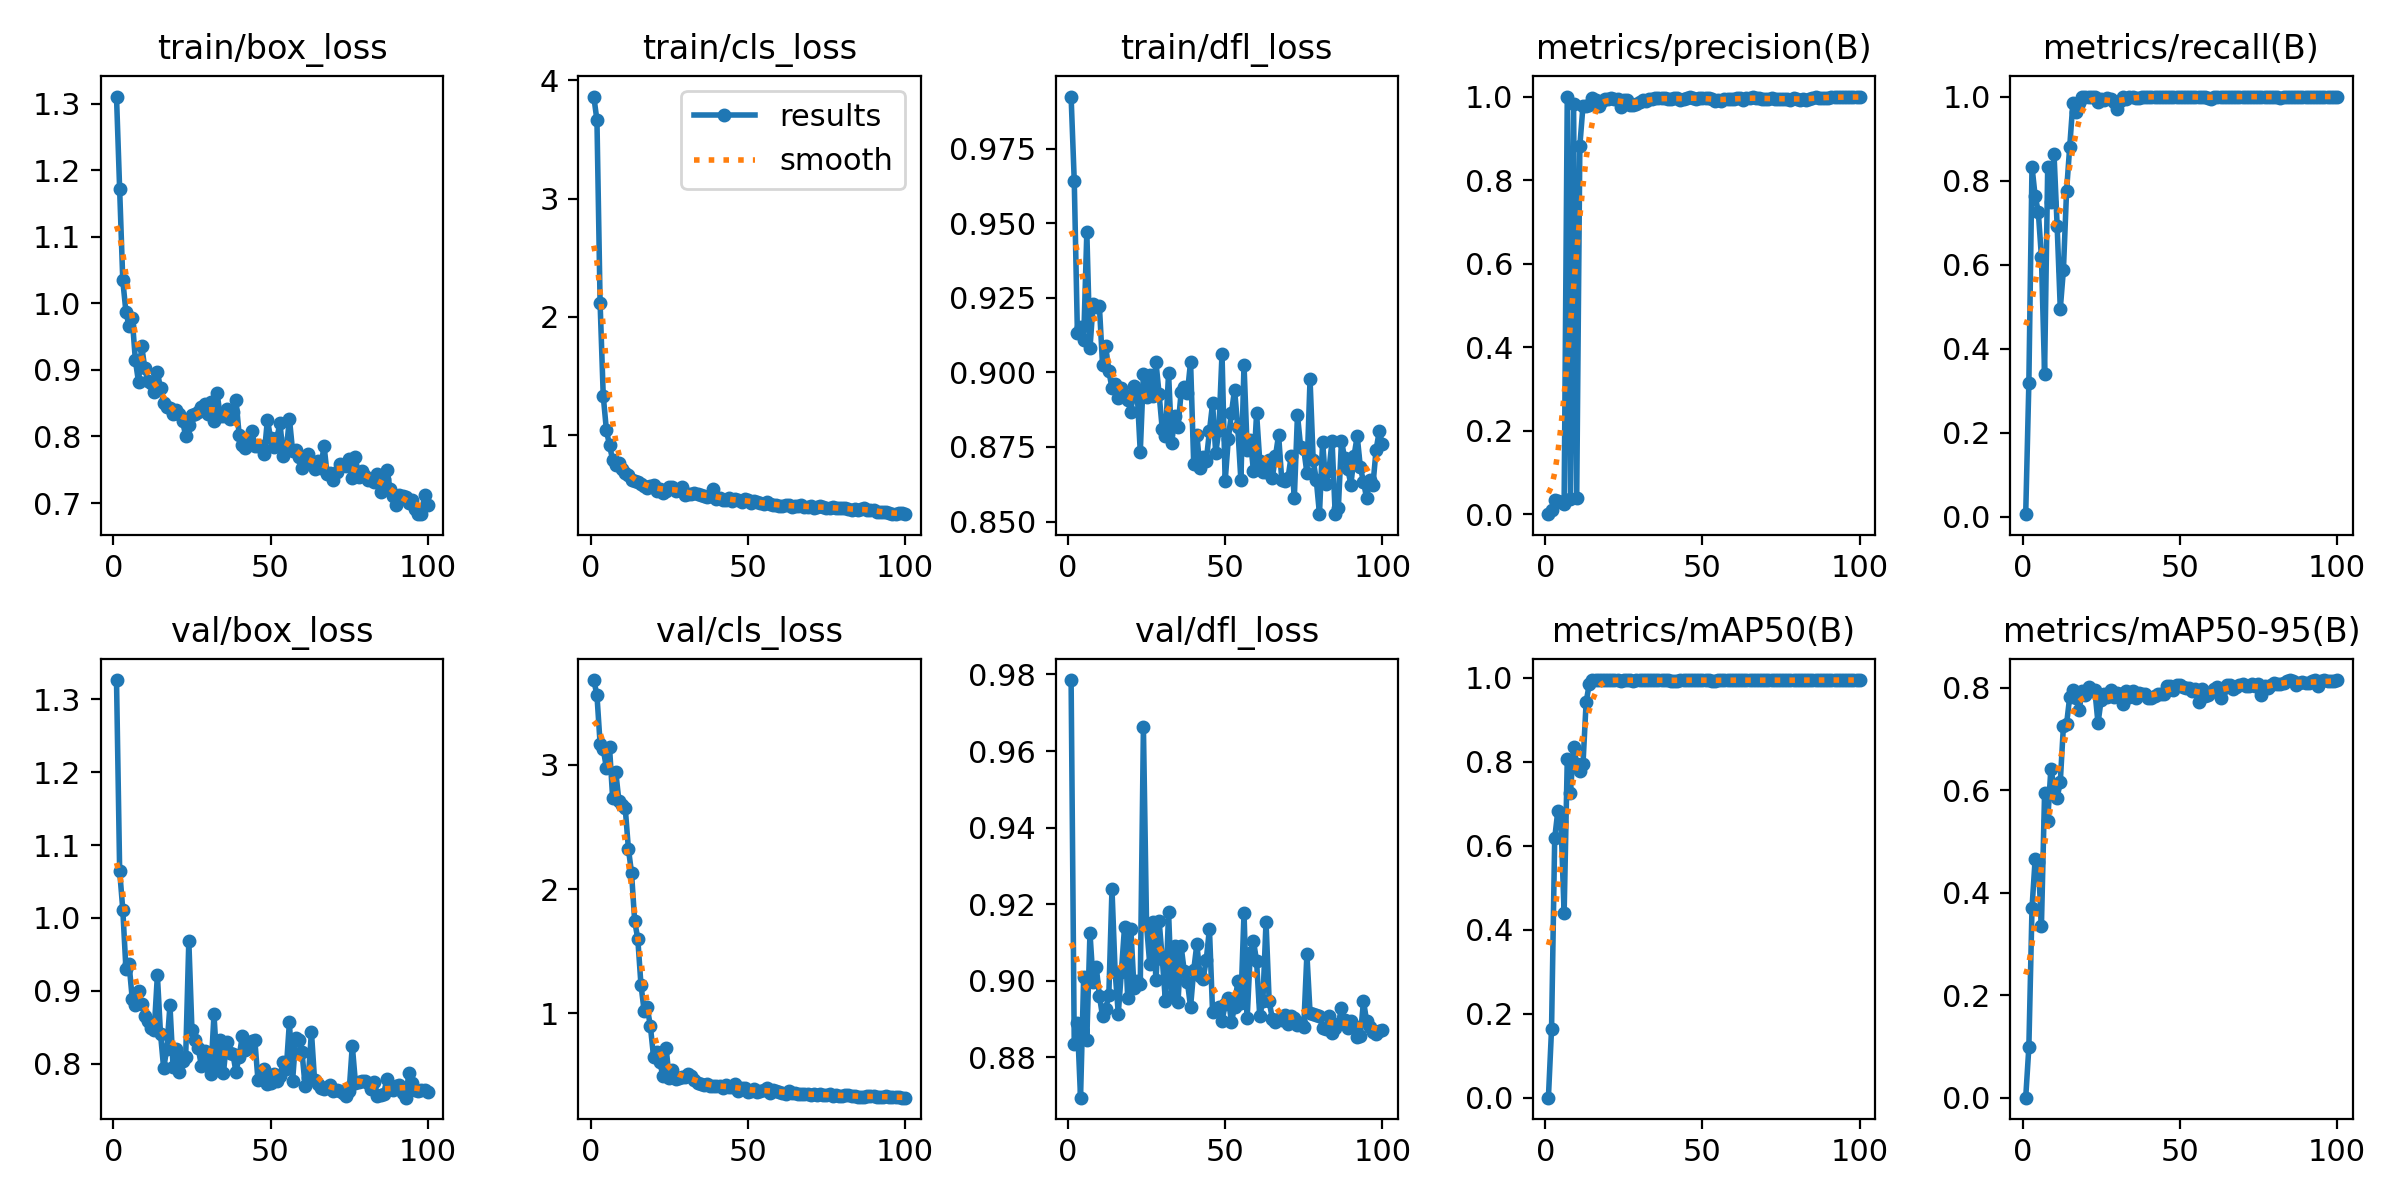 train/box_loss
1.3
1.2
1.1
1.0
0.9
0.8
0.7
0 50 100
train/cls_loss
results
smooth
4
3
2
1
0 50 100
train/dfl_loss
0.975
0.950
0.925
0.900
0.875
0.850
0 50 100
metrics/precision(B)
1.0
0.8
0.6
0.4
0.2
0.0
0 50 100
metrics/recall(B)
1.0
0.8
0.6
0.4
0.2
0.0
0 50 100
val/box_loss
1.3
1.2
1.1
1.0
0.9
0.8
0 50 100
val/cls_loss
3
2
1
0 50 100
val/dfl_loss
0.98
0.96
0.94
0.92
0.90
0.88
0 50 100
metrics/mAP50(B)
1.0
0.8
0.6
0.4
0.2
0.0
0 50 100
metrics/mAP50-95(B)
0.8
0.6
0.4
0.2
0.0
0 50 100